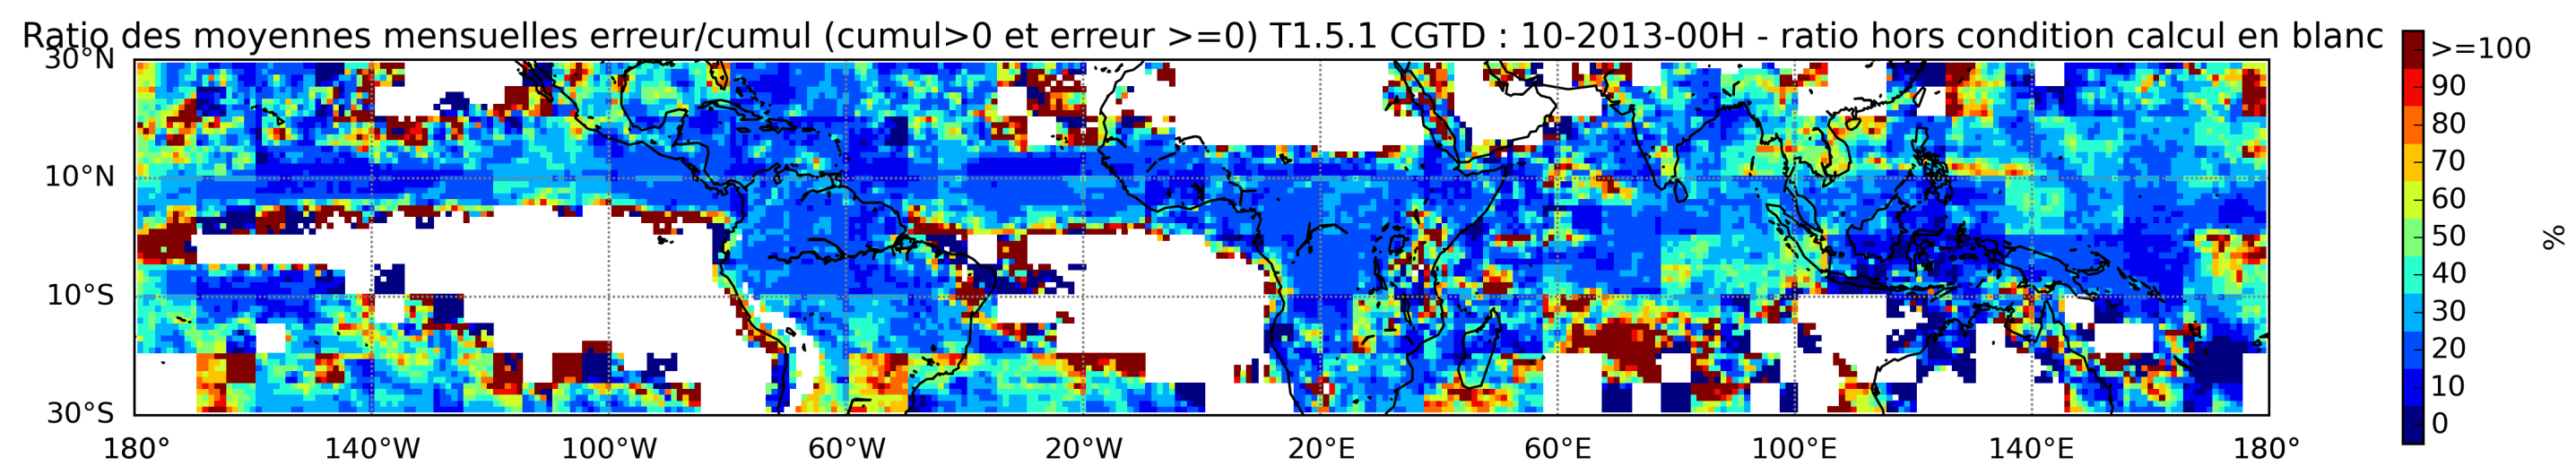 Ratio des moyennes mensuelles erreur/cumul (cumul>0 et erreur >=0) T1.5.1 CGTD : 10-2013-00H - ratio hors condition calcul en blanc
30°N
10°N
10°S
30°S
180° 140°W 100°W 60°W 20°W 20°E 60°E 100°E 140°E 180°
>=100
90
80
70
60
50
40
30
20
10
0
%